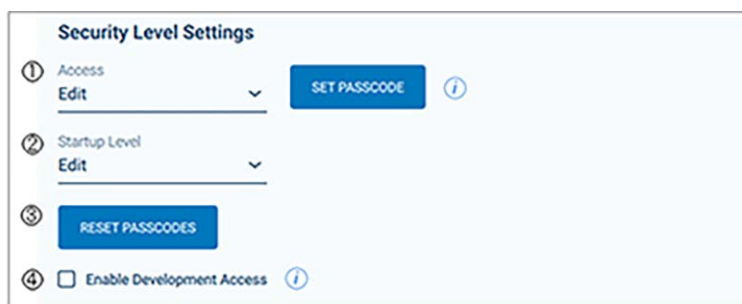 Security Level Settings
① Access
Edit
SET PASSCODE i
② Startup Level
Edit
③ RESET PASSCODES
④ Enable Development Access i